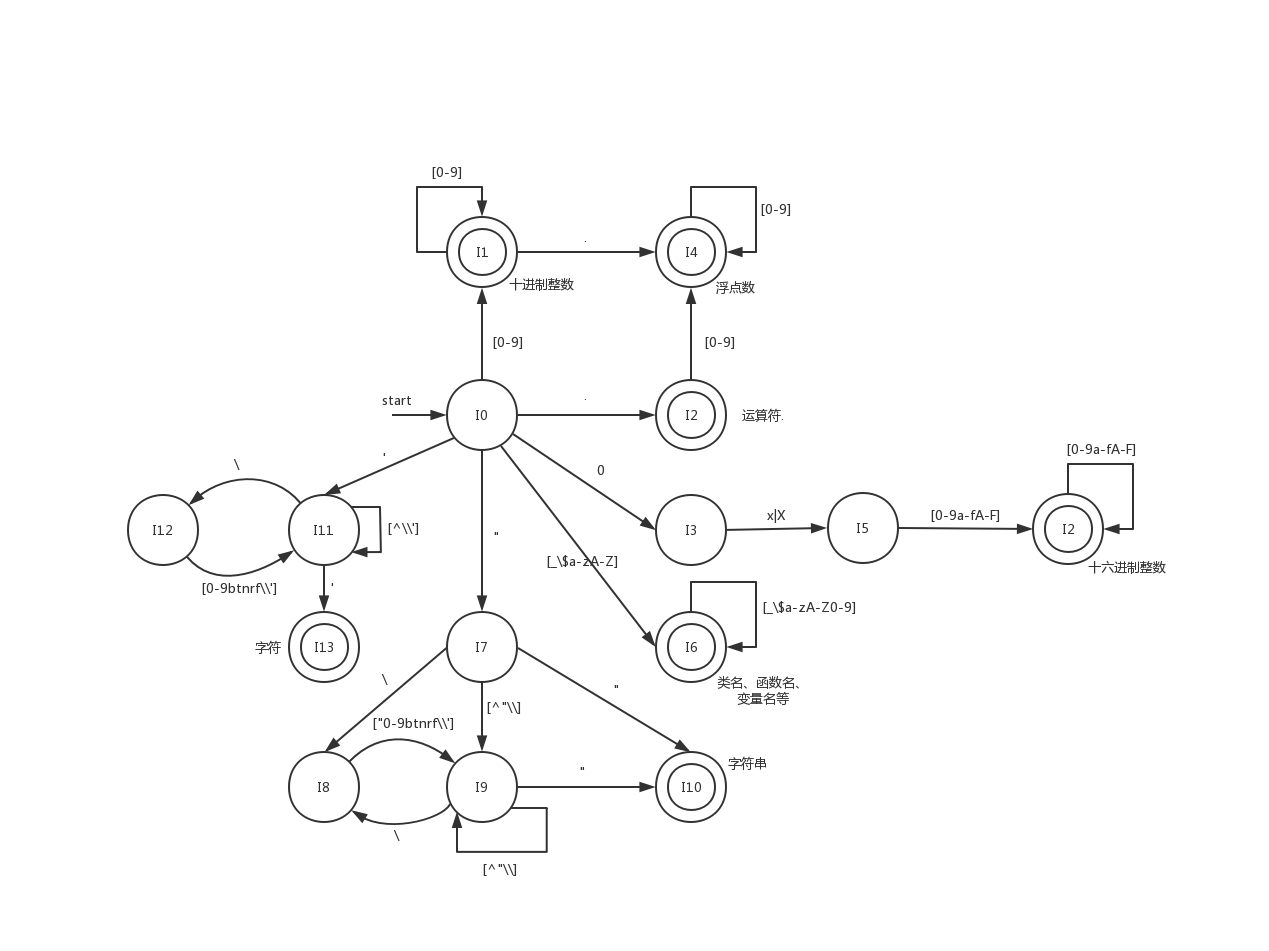 [0-9]
[0-9]
I1
.
I4
十进制整数
浮点数
[0-9]
[0-9]
start
I0
.
I2
运算符.
\
'
0
[0-9a-fA-F]
I12
I11
[^\\']
"
I3
x|X
I5
[0-9a-fA-F]
I2
[_\$a-zA-Z]
十六进制整数
[0-9btnrf\\']
'
[_\$a-zA-Z0-9]
字符
I13
I7
I6
\
"
类名、函数名、
变量名等
[^"\\]
["0-9btnrf\\']
字符串
I8
I9
"
I10
\
[^"\\]